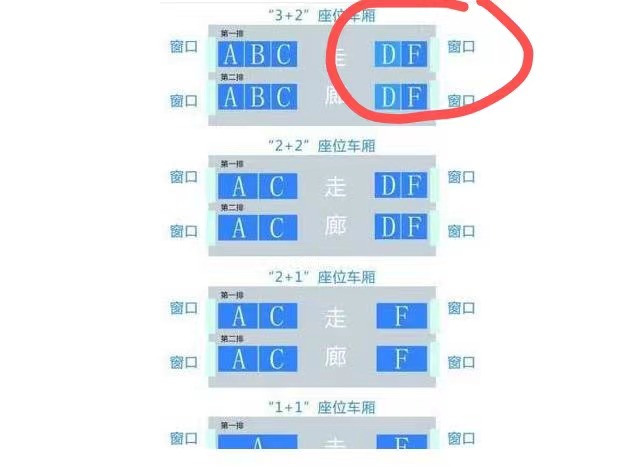 “3+2”座位车厢
第一排
窗口 A B C 走 D F 窗口
第二排
窗口 A B C 廊 D F 窗口
“2+2”座位车厢
第一排
窗口 A C 走 D F 窗口
第二排
窗口 A C 廊 D F 窗口
“2+1”座位车厢
第一排
窗口 A C 走 F 窗口
第二排
窗口 A C 廊 F 窗口
“1+1”座位车厢
第一排
窗口 A 走 F 窗口